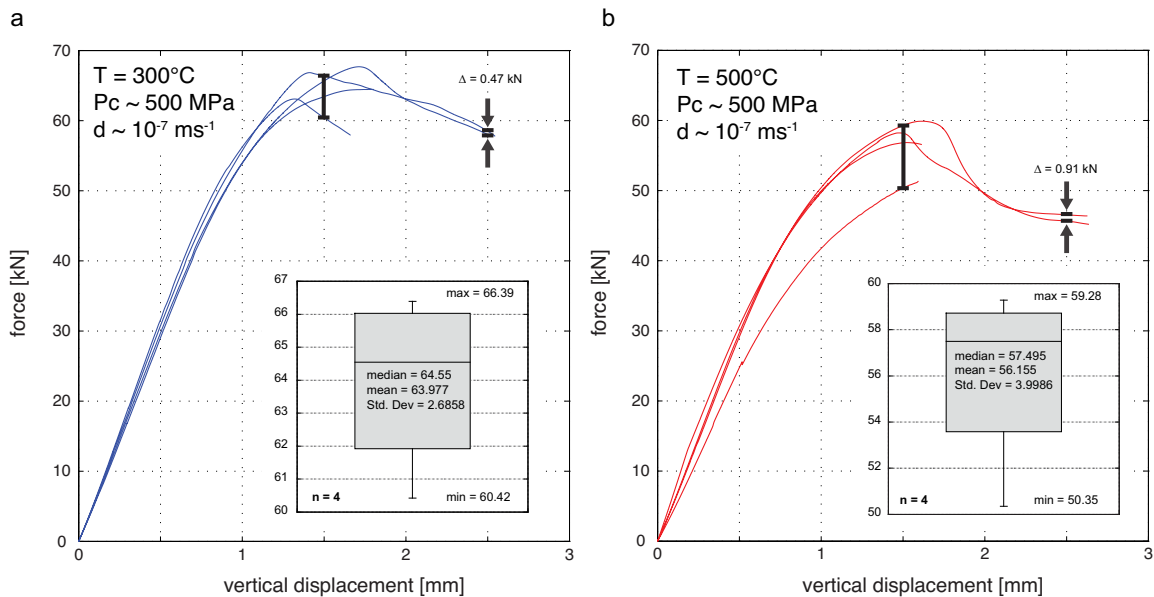 a
T = 300°C
Pc ~ 500 MPa
d ~ 10⁻⁷ ms⁻¹
Δ = 0.47 kN
force [kN]
70
60
50
40
30
20
10
0
0
1
2
3
vertical displacement [mm]
67
66
65
64
63
62
61
60
max = 66.39
median = 64.55
mean = 63.977
Std. Dev = 2.6858
n = 4
min = 60.42
b
T = 500°C
Pc ~ 500 MPa
d ~ 10⁻⁷ ms⁻¹
Δ = 0.91 kN
force [kN]
70
60
50
40
30
20
10
0
0
1
2
3
vertical displacement [mm]
60
58
56
54
52
50
max = 59.28
median = 57.495
mean = 56.155
Std. Dev = 3.9986
n = 4
min = 50.35